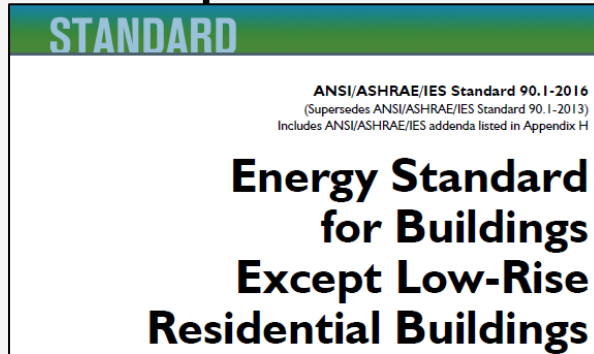 STANDARD
ANSI/ASHRAE/IES Standard 90.1-2016
(Supersedes ANSI/ASHRAE/IES Standard 90.1-2013)
Includes ANSI/ASHRAE/IES addenda listed in Appendix H
Energy Standard
for Buildings
Except Low-Rise
Residential Buildings